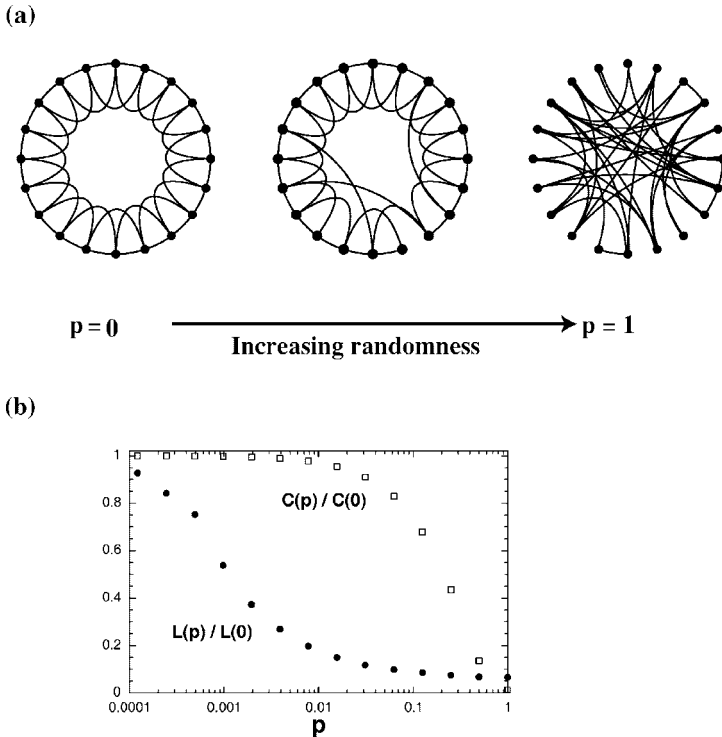 (a)
p = 0
Increasing randomness
p = 1
(b)
1
0.8
0.6
0.4
0.2
0
C(p) / C(0)
L(p) / L(0)
0.0001
0.001
0.01
0.1
1
p